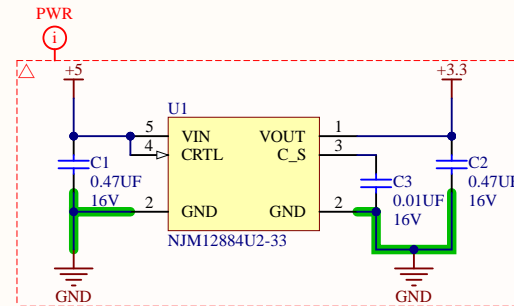 PWR
i
+5
+3.3
U1
5 VIN VOUT 1
4 CRTL C_S 3
C1
0.47UF
16V
C2
0.47UF
16V
C3
0.01UF
16V
2 GND GND 2
NJM12884U2-33
GND
GND